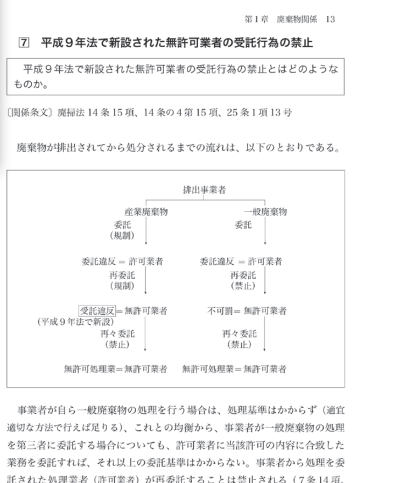 第1章 廃棄物関係 13
⑦ 平成9年法で新設された無許可業者の受託行為の禁止
平成9年法で新設された無許可業者の受託行為の禁止とはどのような
ものか。
〔関係条文〕廃掃法14条15項、14条の4第15項、25条1項13号
廃棄物が排出されてから処分されるまでの流れは、以下のとおりである。
排出事業者
産業廃棄物 一般廃棄物
委託 委託
(規制)
委託違反=許可業者 委託違反=許可業者
再委託 再委託
(規制) (禁止)
受託違反=無許可業者 不可罰=無許可業者
(平成9年法で新設)
再々委託 再々委託
(禁止) (禁止)
無許可処理業=無許可業者 無許可処理業=無許可業者
事業者が自ら一般廃棄物の処理を行う場合は、処理基準はかからず(適宜
適切な方法で行えば足りる)、これとの均衡から、事業者が一般廃棄物の処理
を第三者に委託する場合についても、許可業者に当該許可の内容に合致した
業務を委託すれば、それ以上の委託基準はかからない。事業者から処理を委
託された処理業者(許可業者)が再委託することは禁止される(7条14項、